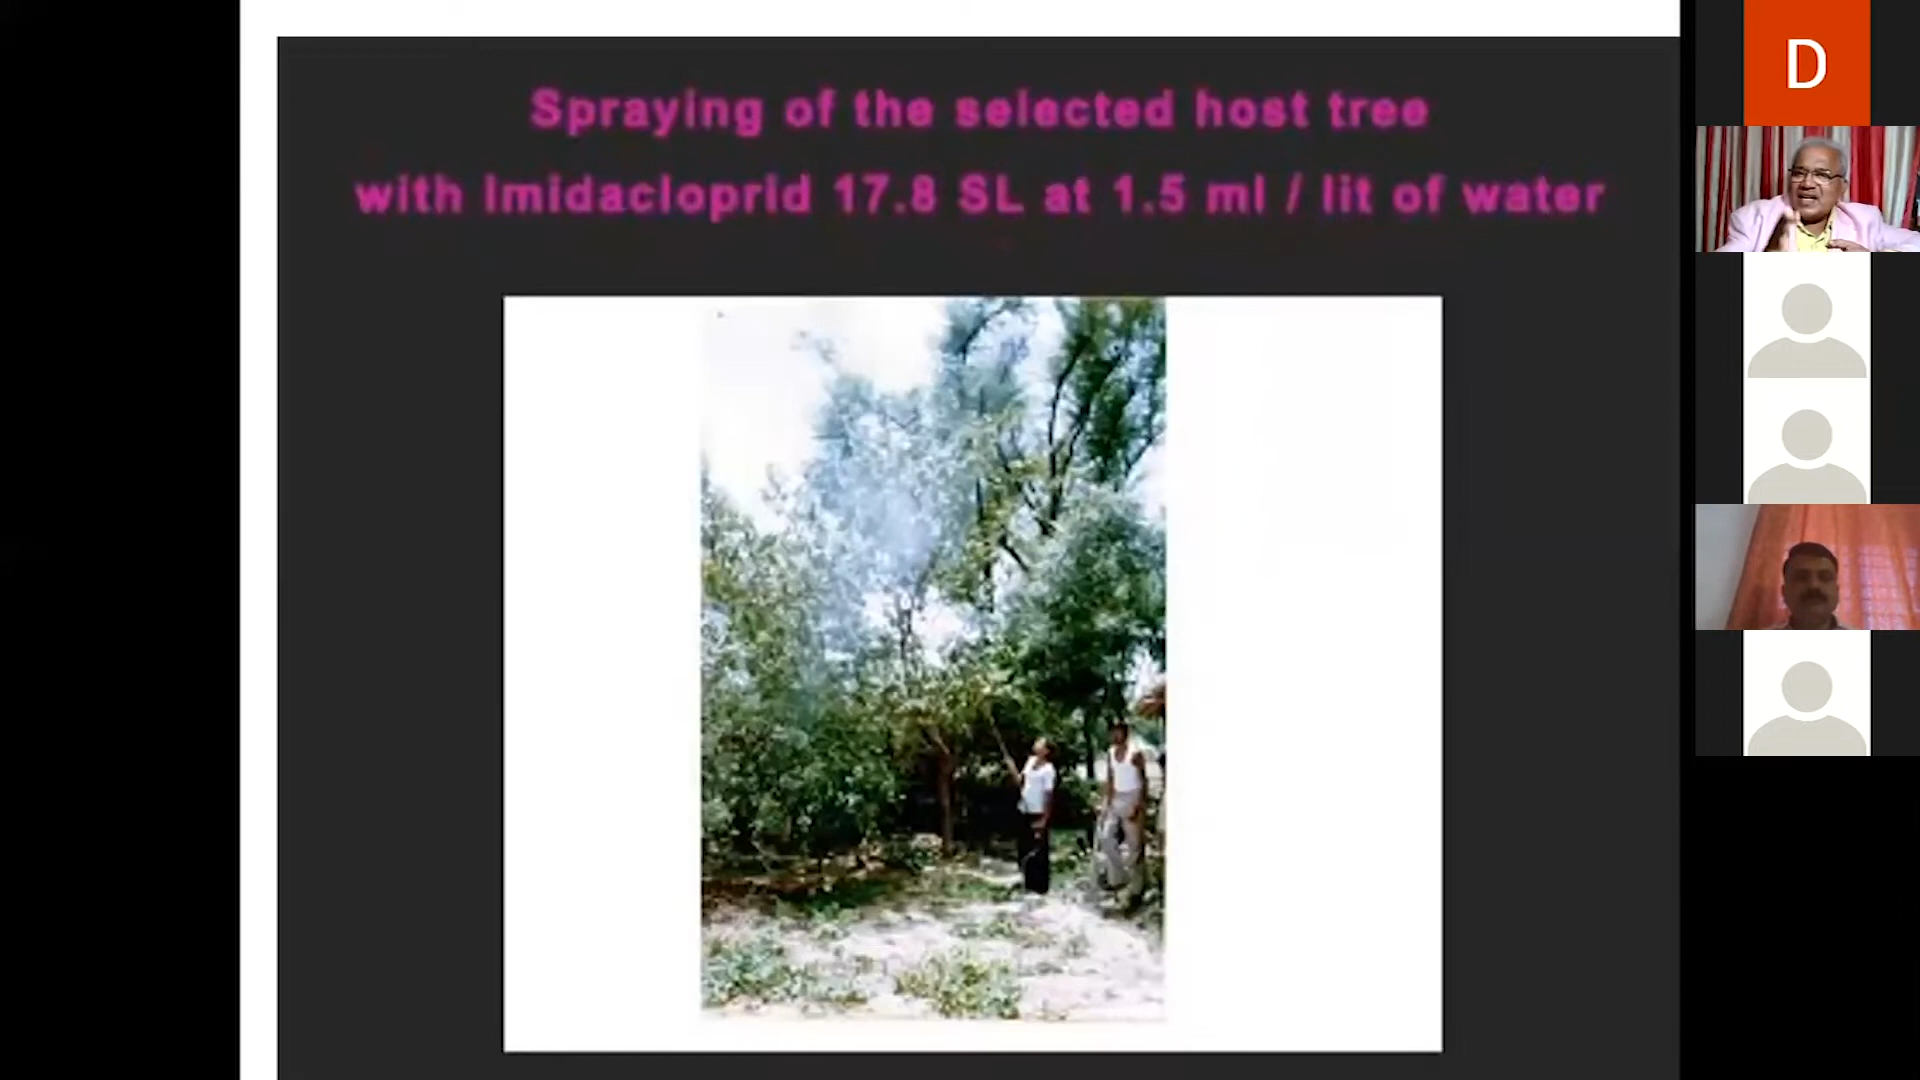 Spraying of the selected host tree
with Imidacloprid 17.8 SL at 1.5 ml / lit of water
D